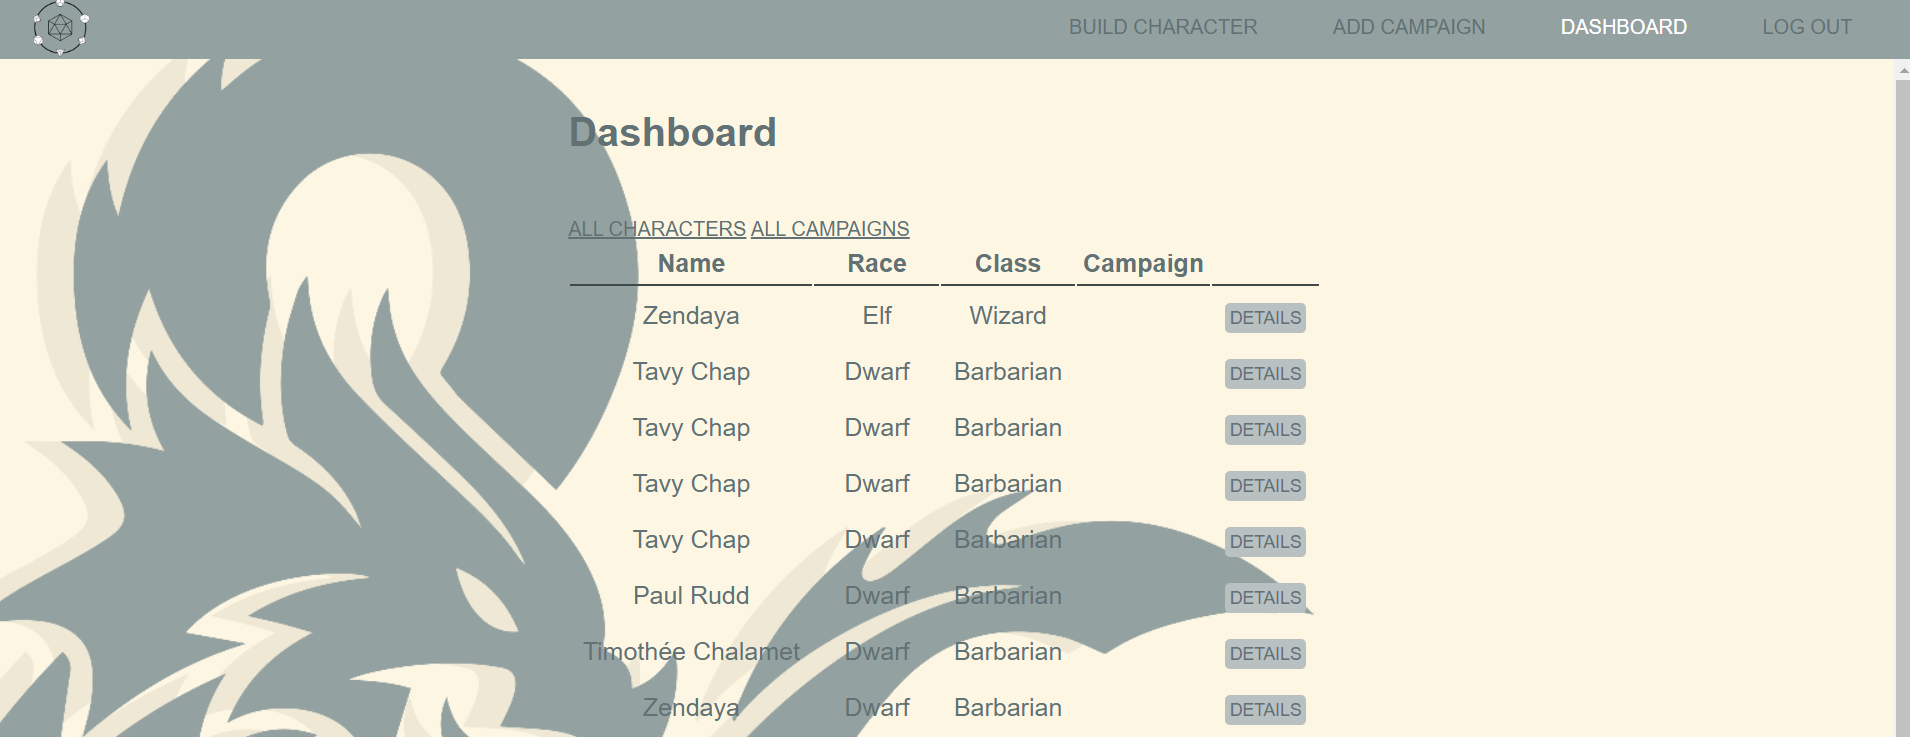 BUILD CHARACTER ADD CAMPAIGN DASHBOARD LOG OUT
Dashboard
ALL CHARACTERS ALL CAMPAIGNS
Name Race Class Campaign
Zendaya Elf Wizard DETAILS
Tavy Chap Dwarf Barbarian DETAILS
Tavy Chap Dwarf Barbarian DETAILS
Tavy Chap Dwarf Barbarian DETAILS
Tavy Chap Dwarf Barbarian DETAILS
Paul Rudd Dwarf Barbarian DETAILS
Timothée Chalamet Dwarf Barbarian DETAILS
Zendaya Dwarf Barbarian DETAILS